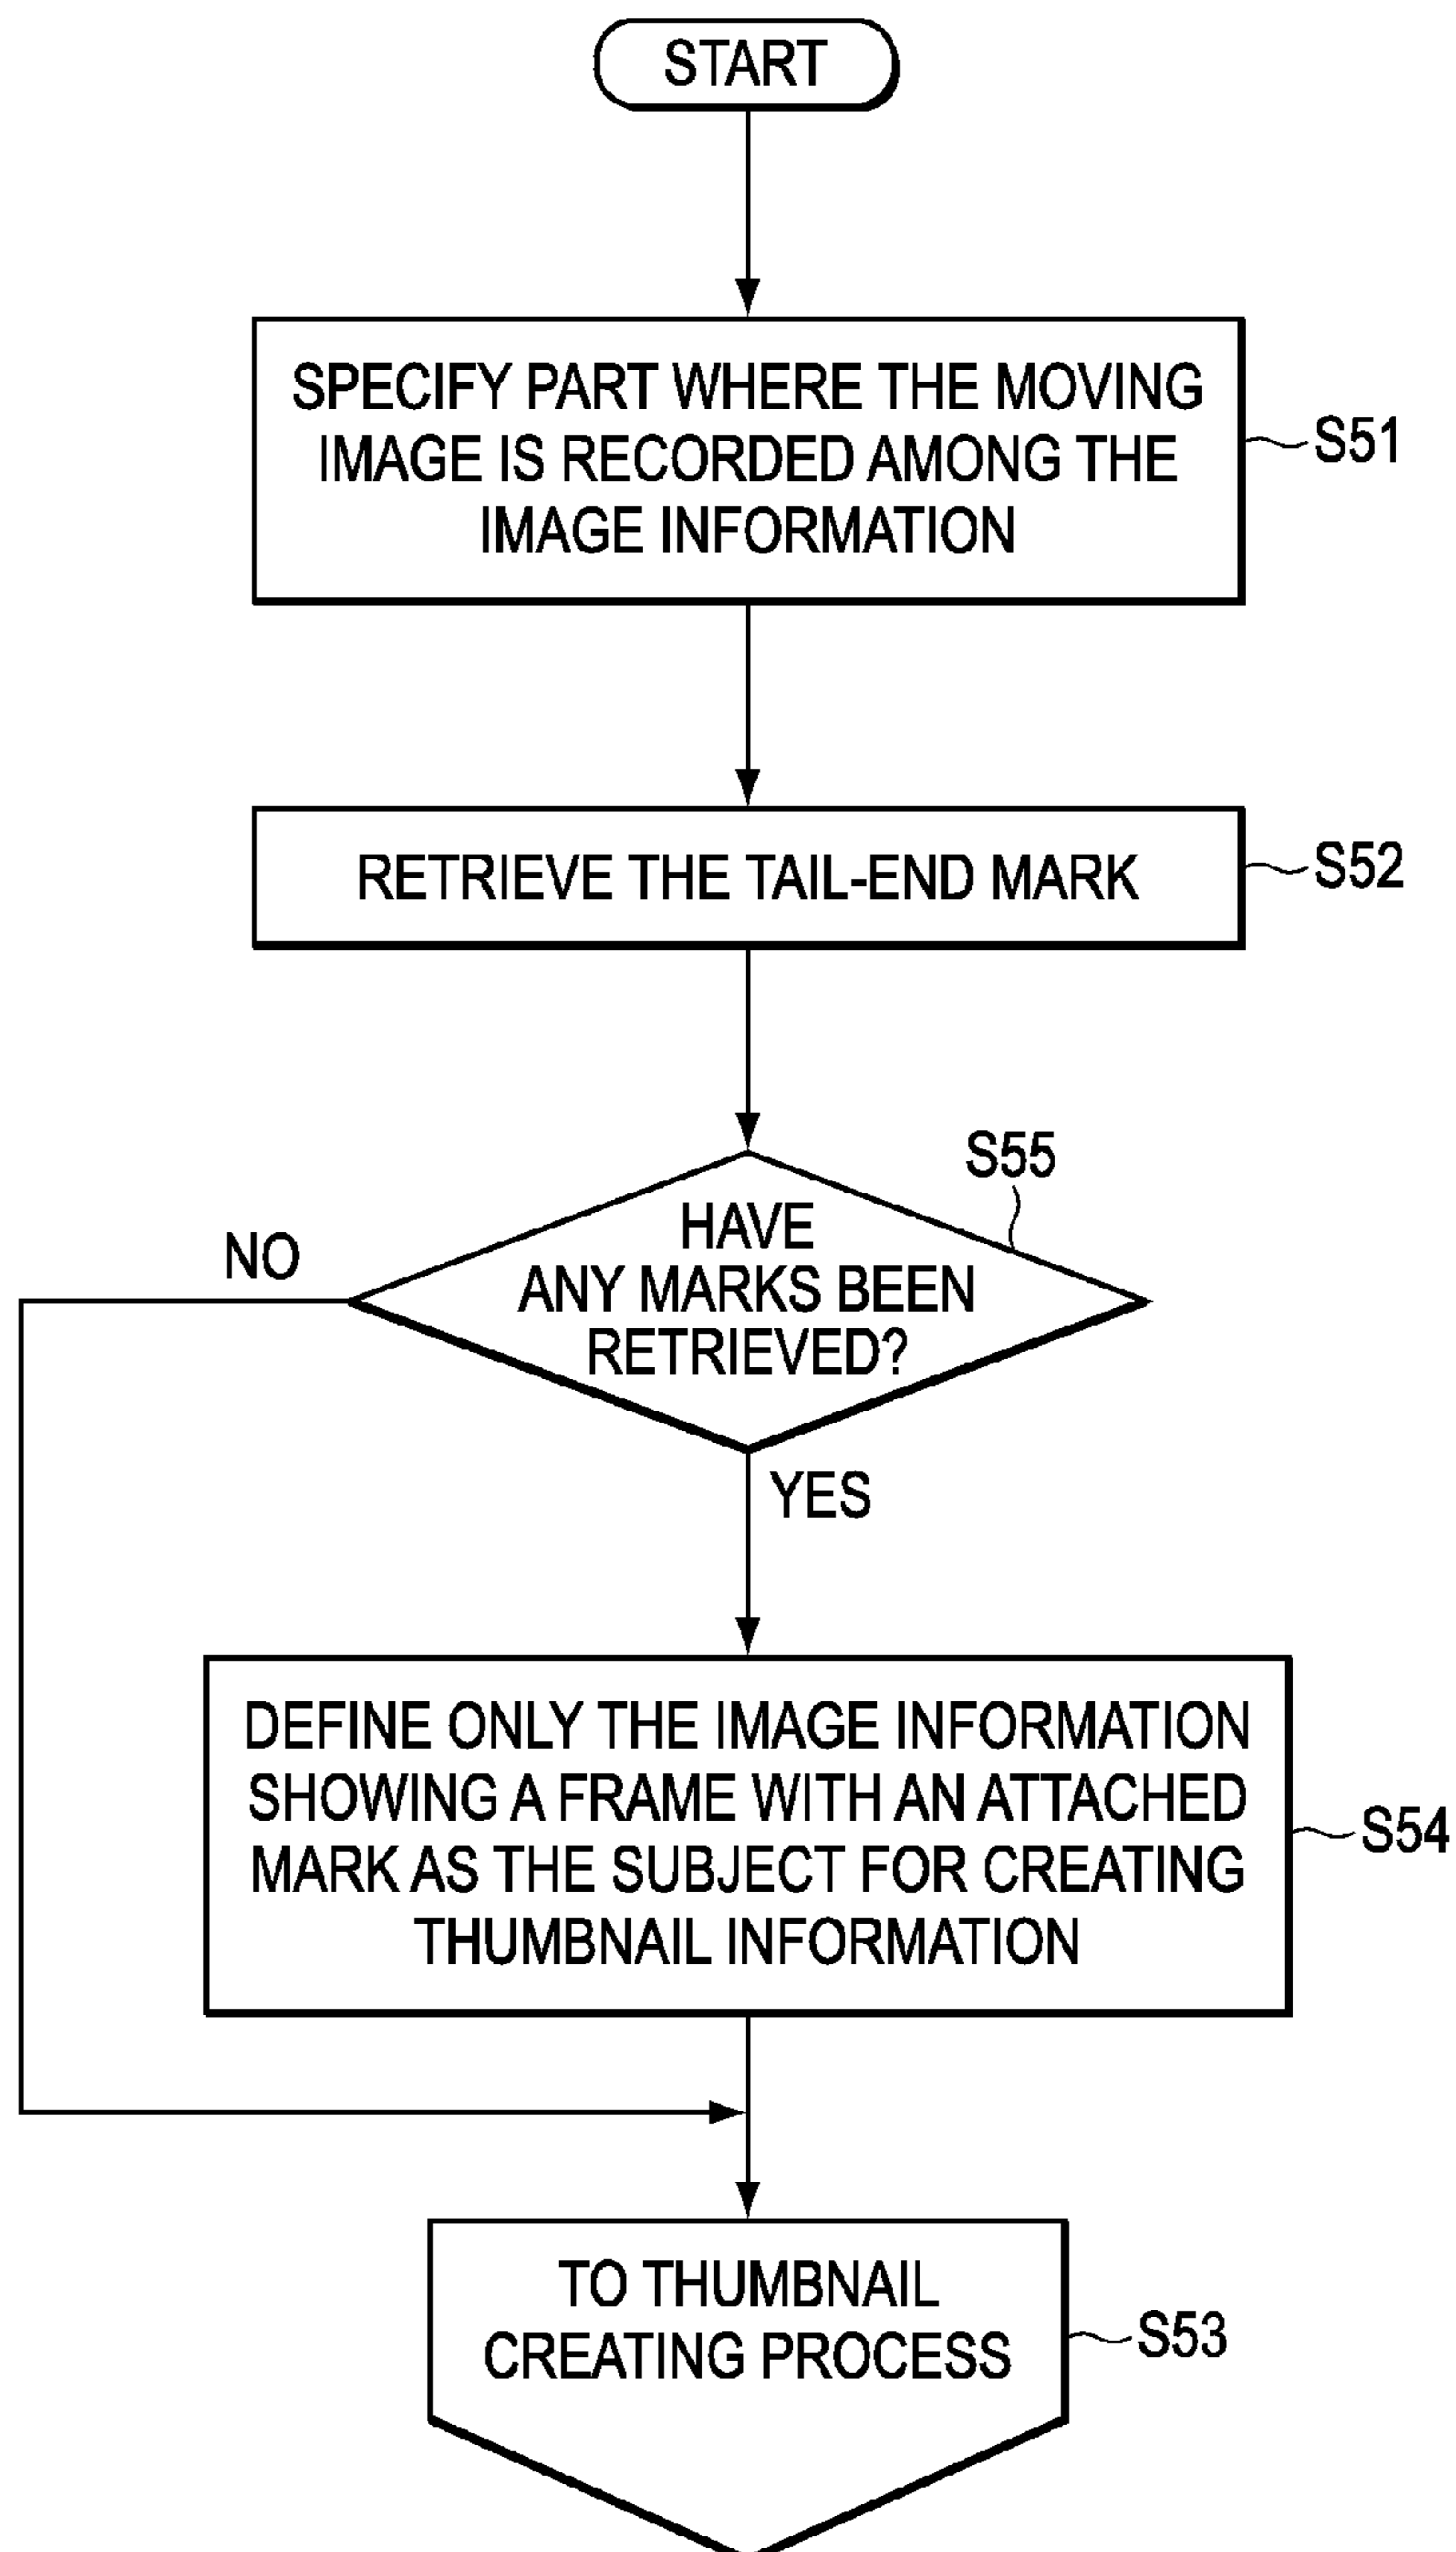 START
SPECIFY PART WHERE THE MOVING
IMAGE IS RECORDED AMONG THE
IMAGE INFORMATION
S51
RETRIEVE THE TAIL-END MARK
S52
S55
HAVE
ANY MARKS BEEN
RETRIEVED?
NO
YES
DEFINE ONLY THE IMAGE INFORMATION
SHOWING A FRAME WITH AN ATTACHED
MARK AS THE SUBJECT FOR CREATING
THUMBNAIL INFORMATION
S54
TO THUMBNAIL
CREATING PROCESS
S53